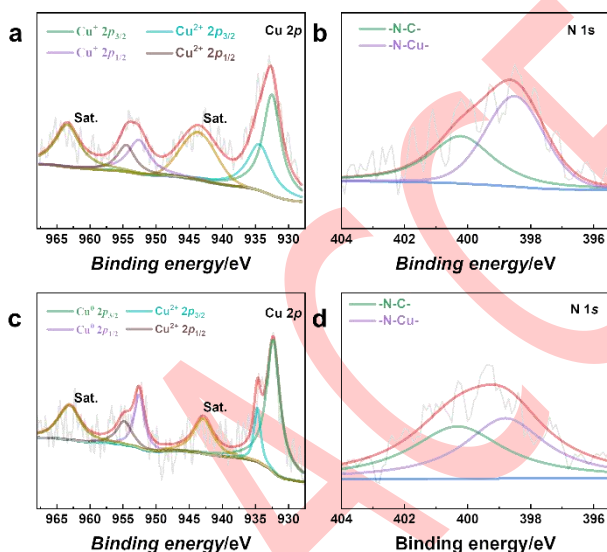 a
Cu⁺ 2p₃/₂
Cu²⁺ 2p₃/₂
Cu 2p
Cu⁺ 2p₁/₂
Cu²⁺ 2p₁/₂
Sat.
Sat.
965 960 955 950 945 940 935 930
Binding energy/eV
b
-N-C-
N 1s
-N-Cu-
404 402 400 398 396
Binding energy/eV
c
Cu⁰ 2p₃/₂
Cu²⁺ 2p₃/₂
Cu 2p
Cu⁰ 2p₁/₂
Cu²⁺ 2p₁/₂
Sat.
Sat.
965 960 955 950 945 940 935 930
Binding energy/eV
d
-N-C-
N 1s
-N-Cu-
404 402 400 398 396
Binding energy/eV